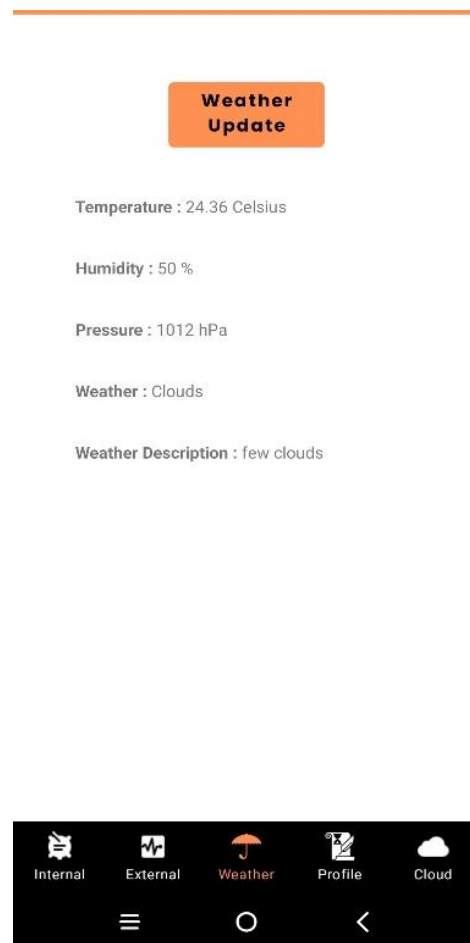 Weather
Update
Temperature : 24.36 Celsius
Humidity : 50 %
Pressure : 1012 hPa
Weather : Clouds
Weather Description : few clouds
Internal External Weather Profile Cloud